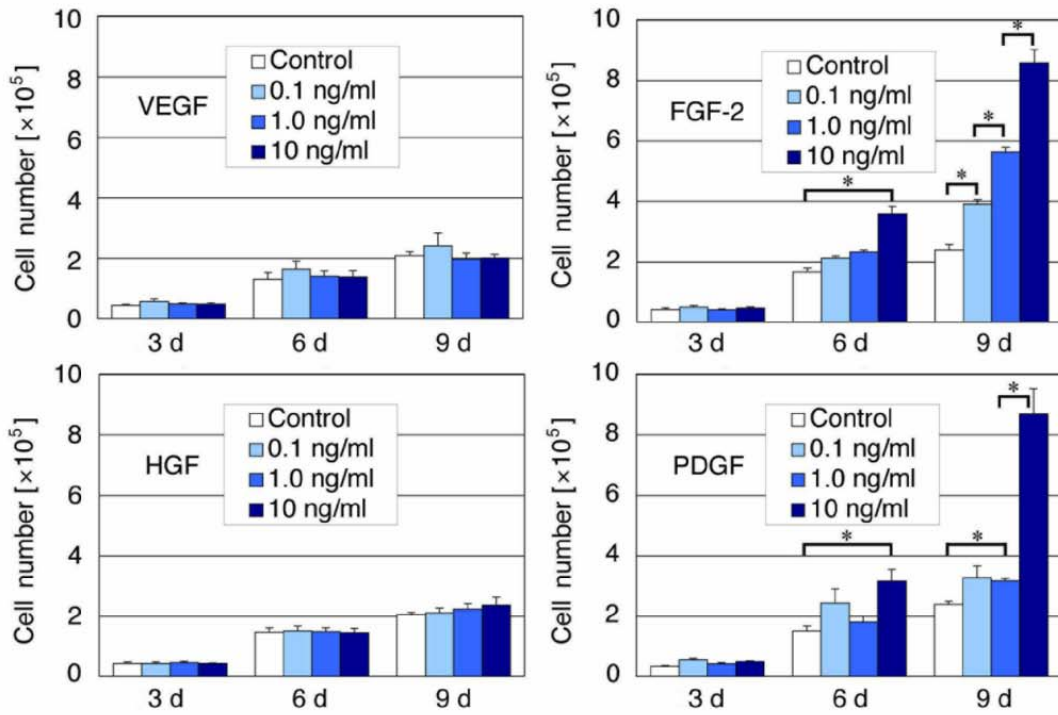 10
8
6
4
2
0
Cell number [×10⁵]
VEGF
Control
0.1 ng/ml
1.0 ng/ml
10 ng/ml
3 d
6 d
9 d
10
8
6
4
2
0
Cell number [×10⁵]
FGF-2
Control
0.1 ng/ml
1.0 ng/ml
10 ng/ml
*
*
*
*
3 d
6 d
9 d
10
8
6
4
2
0
Cell number [×10⁵]
HGF
Control
0.1 ng/ml
1.0 ng/ml
10 ng/ml
3 d
6 d
9 d
10
8
6
4
2
0
Cell number [×10⁵]
PDGF
Control
0.1 ng/ml
1.0 ng/ml
10 ng/ml
*
*
*
3 d
6 d
9 d